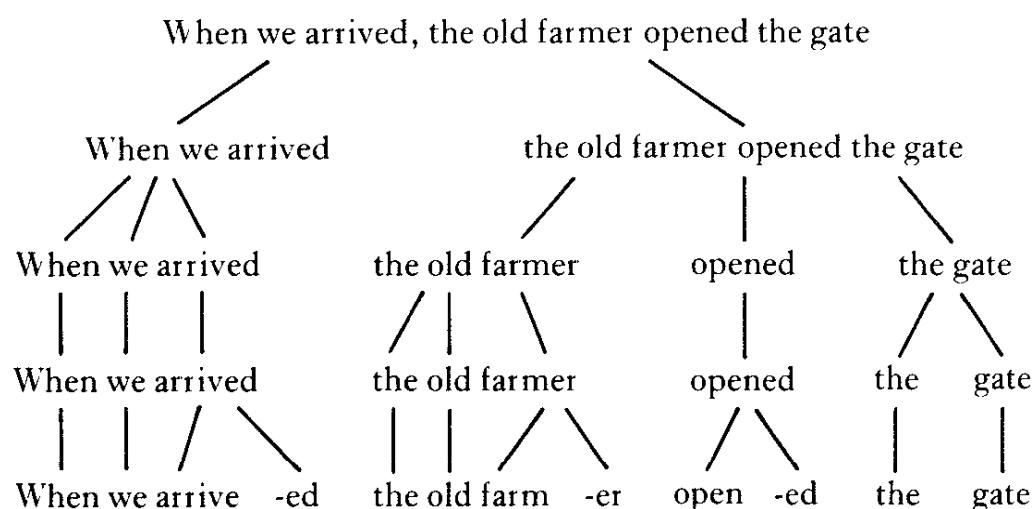 When we arrived, the old farmer opened the gate
When we arrived the old farmer opened the gate
When we arrived the old farmer opened the gate
When we arrived the old farmer opened the gate
When we arrive -ed the old farm -er open -ed the gate